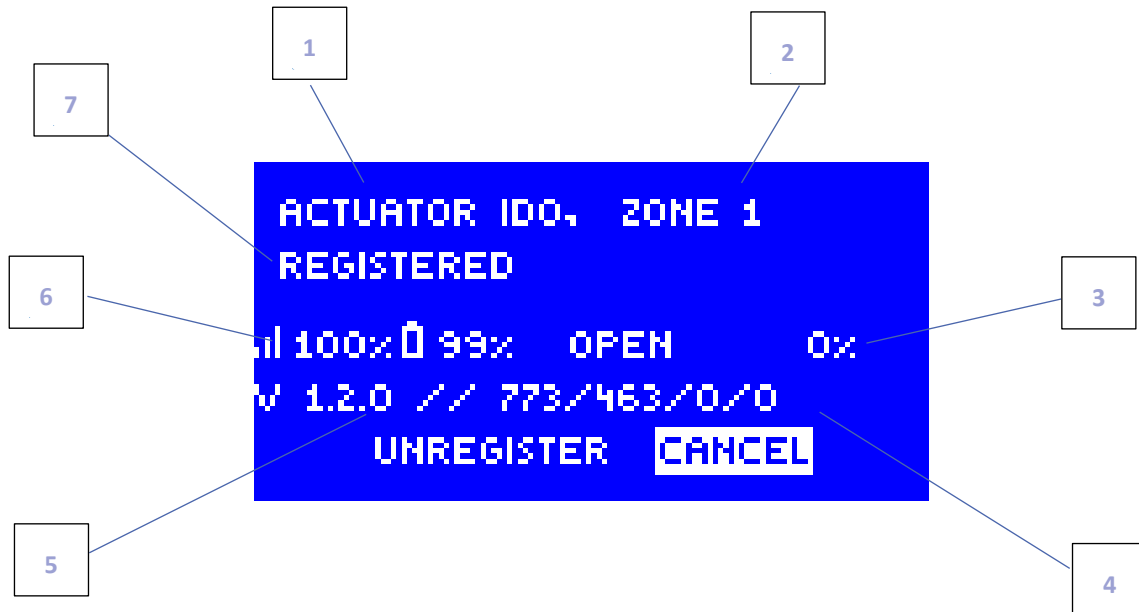 1
2
7
ACTUATOR ID0, ZONE 1
REGISTERED
6
3
100% 99% OPEN 0%
V 1.2.0 // 773/463/0/0
UNREGISTER CANCEL
5
4